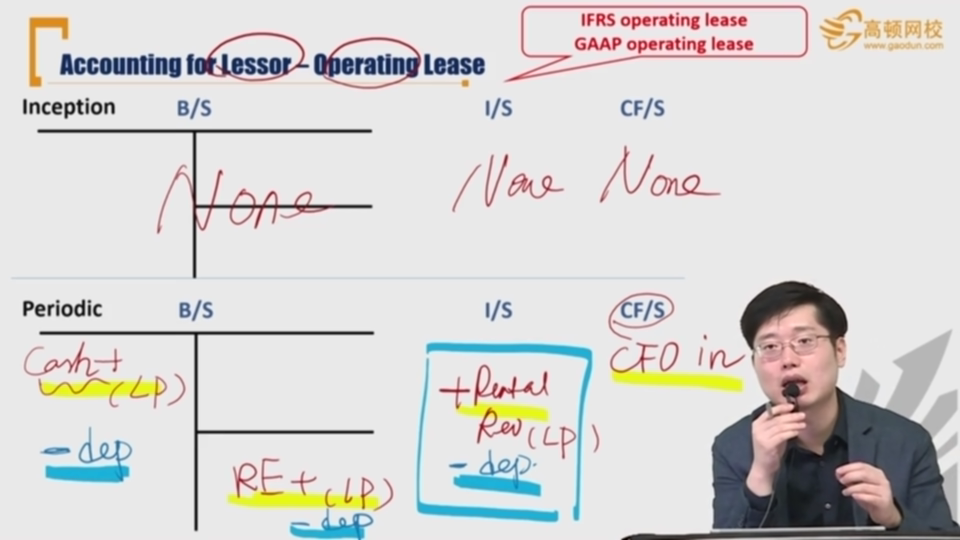 IFRS operating lease
GAAP operating lease
高顿网校
www.gaodun.com
Accounting for Lessor – Operating Lease
Inception B/S I/S CF/S
None None None
Periodic B/S I/S CF/S
Cash+ (LP)
- dep
RE+ (LP)
- dep
+Rental
Rev (LP)
- dep.
CFO in